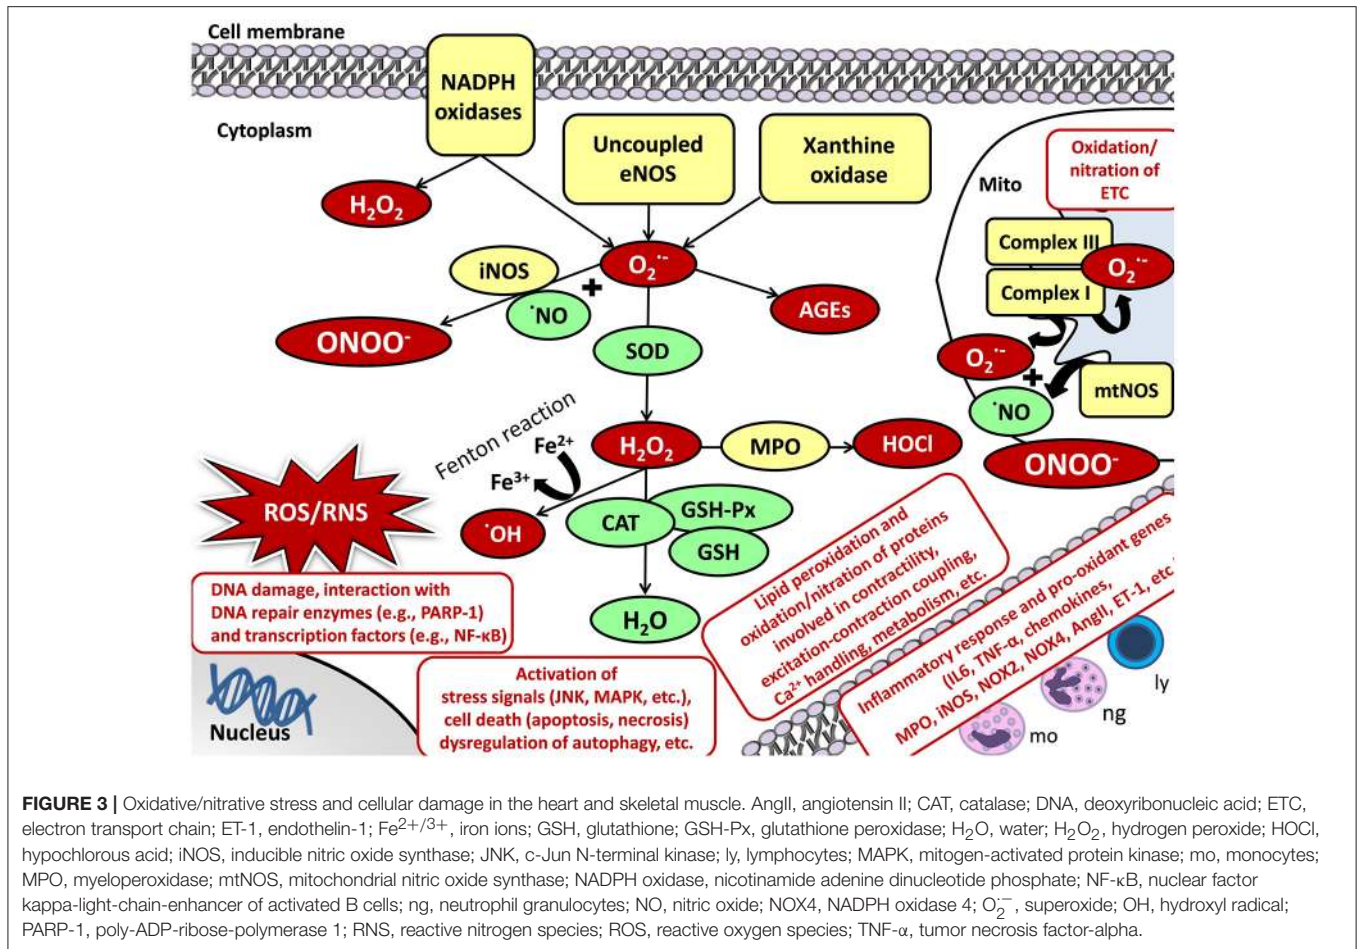 Cell membrane
NADPH
oxidases
Cytoplasm
Uncoupled
eNOS
Xanthine
oxidase
Oxidation/
nitration of
ETC
Mito
H₂O₂
Complex III
O₂·-
iNOS
O₂·-
Complex I
·NO
+
AGEs
ONOO-
SOD
O₂·-
+
mtNOS
·NO
Fenton reaction
Fe2+
H₂O₂
MPO
HOCl
ONOO-
Fe3+
ROS/RNS
·OH
CAT
GSH-Px
GSH
H₂O
DNA damage, interaction with
DNA repair enzymes (e.g., PARP-1)
and transcription factors (e.g., NF-κB)
Lipid peroxidation and
oxidation/nitration of proteins
involved in contractility,
excitation-contraction coupling,
Ca2+ handling, metabolism, etc.
Inflammatory response and pro-oxidant genes
(IL6, TNF-α, chemokines,
MPO, iNOS, NOX2, NOX4, AngII, ET-1, etc.
Activation of
stress signals (JNK, MAPK, etc.),
cell death (apoptosis, necrosis)
dysregulation of autophagy, etc.
Nucleus
ly
ng
mo
FIGURE 3 | Oxidative/nitrative stress and cellular damage in the heart and skeletal muscle. AngII, angiotensin II; CAT, catalase; DNA, deoxyribonucleic acid; ETC,
electron transport chain; ET-1, endothelin-1; Fe2+/3+, iron ions; GSH, glutathione; GSH-Px, glutathione peroxidase; H₂O, water; H₂O₂, hydrogen peroxide; HOCl,
hypochlorous acid; iNOS, inducible nitric oxide synthase; JNK, c-Jun N-terminal kinase; ly, lymphocytes; MAPK, mitogen-activated protein kinase; mo, monocytes;
MPO, myeloperoxidase; mtNOS, mitochondrial nitric oxide synthase; NADPH oxidase, nicotinamide adenine dinucleotide phosphate; NF-κB, nuclear factor
kappa-light-chain-enhancer of activated B cells; ng, neutrophil granulocytes; NO, nitric oxide; NOX4, NADPH oxidase 4; O₂·−, superoxide; OH, hydroxyl radical;
PARP-1, poly-ADP-ribose-polymerase 1; RNS, reactive nitrogen species; ROS, reactive oxygen species; TNF-α, tumor necrosis factor-alpha.